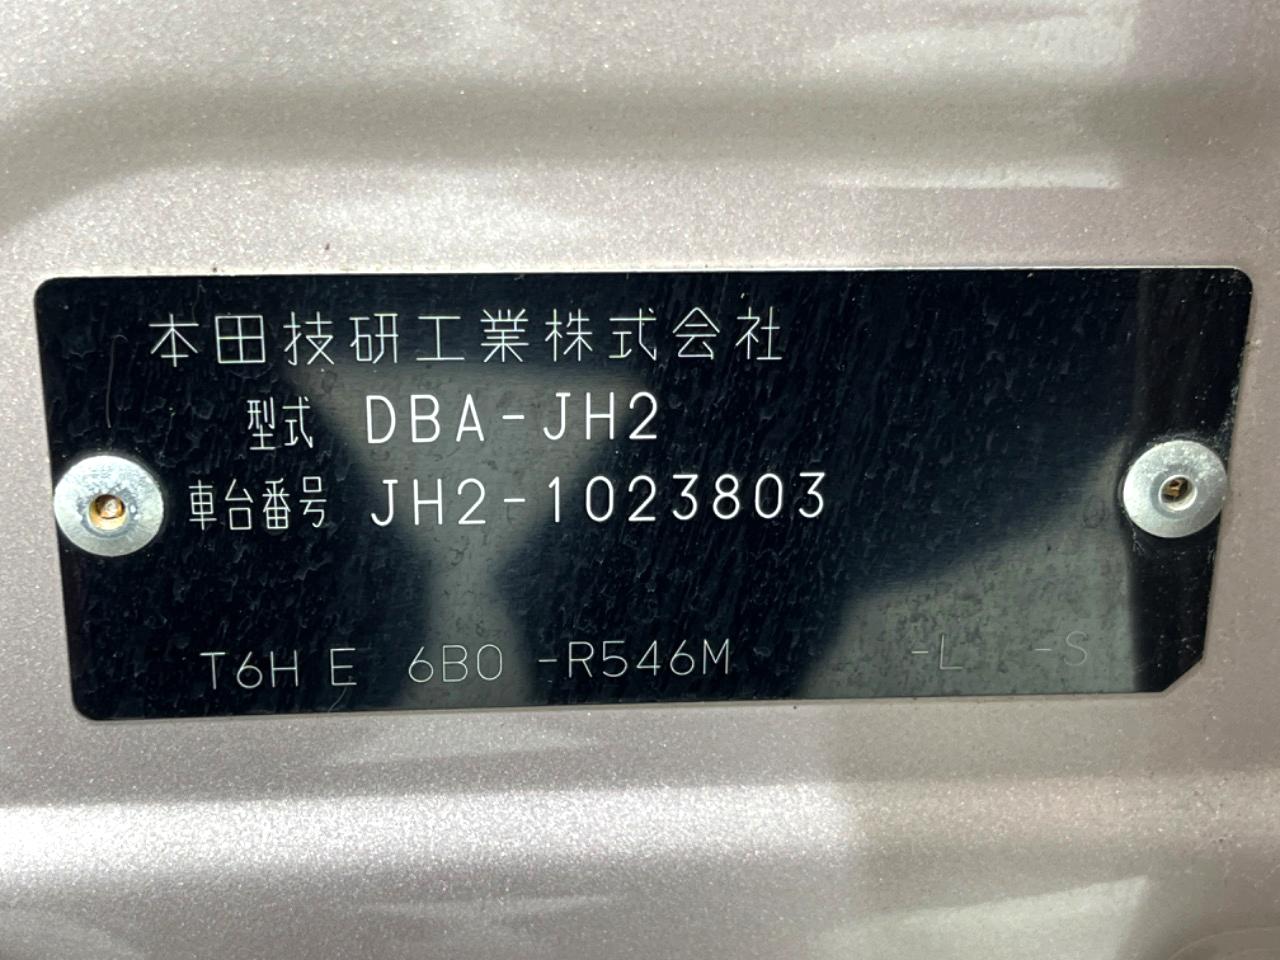 本田技研工業株式会社
型式 DBA-JH2
車台番号 JH2-1023803
T6H E 6B0 -R546M -L -S